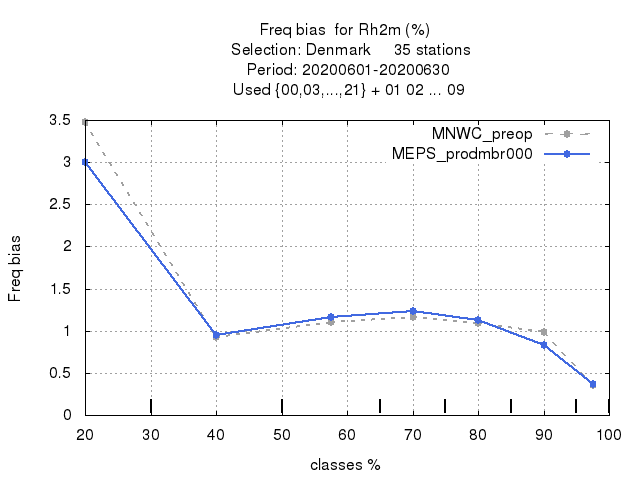 Freq bias for Rh2m (%)
Selection: Denmark 35 stations
Period: 20200601-20200630
Used {00,03,...,21} + 01 02 ... 09
MNWC_preop
MEPS_prodmbr000
3.5
3
2.5
2
1.5
1
0.5
0
Freq bias
20 30 40 50 60 70 80 90 100
classes %